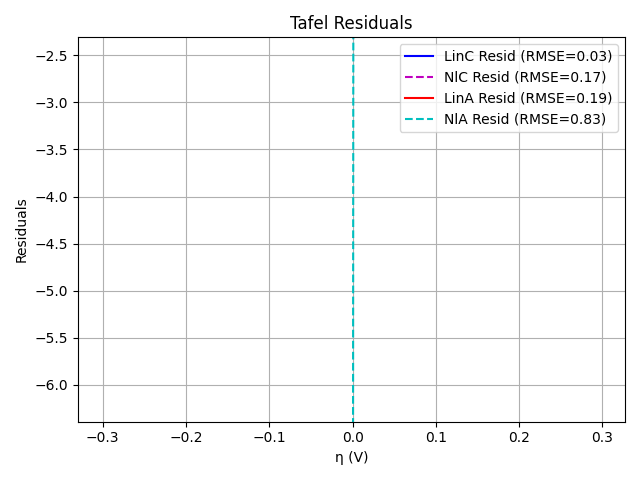 Tafel Residuals
LinC Resid (RMSE=0.03)
NlC Resid (RMSE=0.17)
LinA Resid (RMSE=0.19)
NlA Resid (RMSE=0.83)
Residuals
−2.5
−3.0
−3.5
−4.0
−4.5
−5.0
−5.5
−6.0
−0.3
−0.2
−0.1
0.0
0.1
0.2
0.3
η (V)